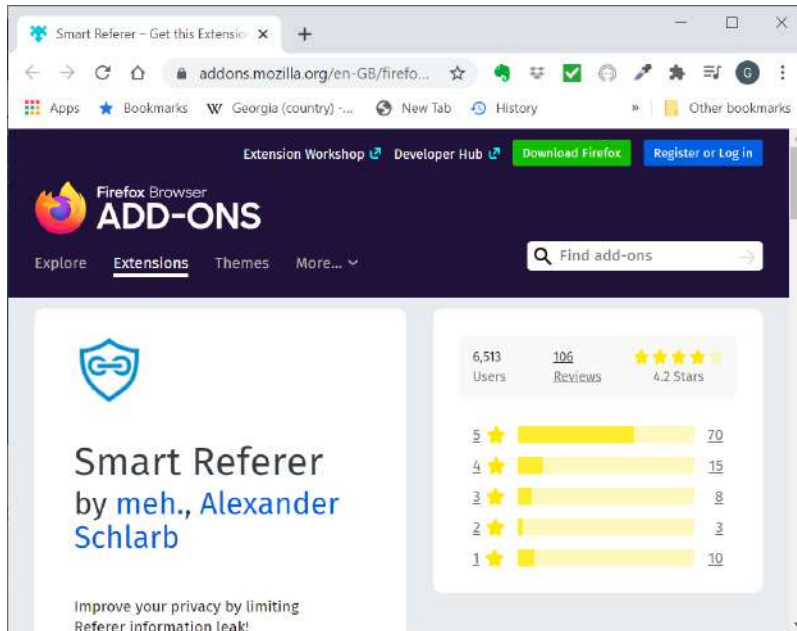 Smart Referer – Get this Extensio
addons.mozilla.org/en-GB/firefo...
G
Apps Bookmarks W Georgia (country) -... New Tab History » Other bookmarks
Extension Workshop Developer Hub Download Firefox Register or Log in
Firefox Browser
ADD-ONS
Explore Extensions Themes More... Find add-ons
6,513 106
Users Reviews 4.2 Stars
5 70
4 15
3 8
2 3
1 10
Smart Referer
by meh., Alexander
Schlarb
Improve your privacy by limiting
Referer information leak!